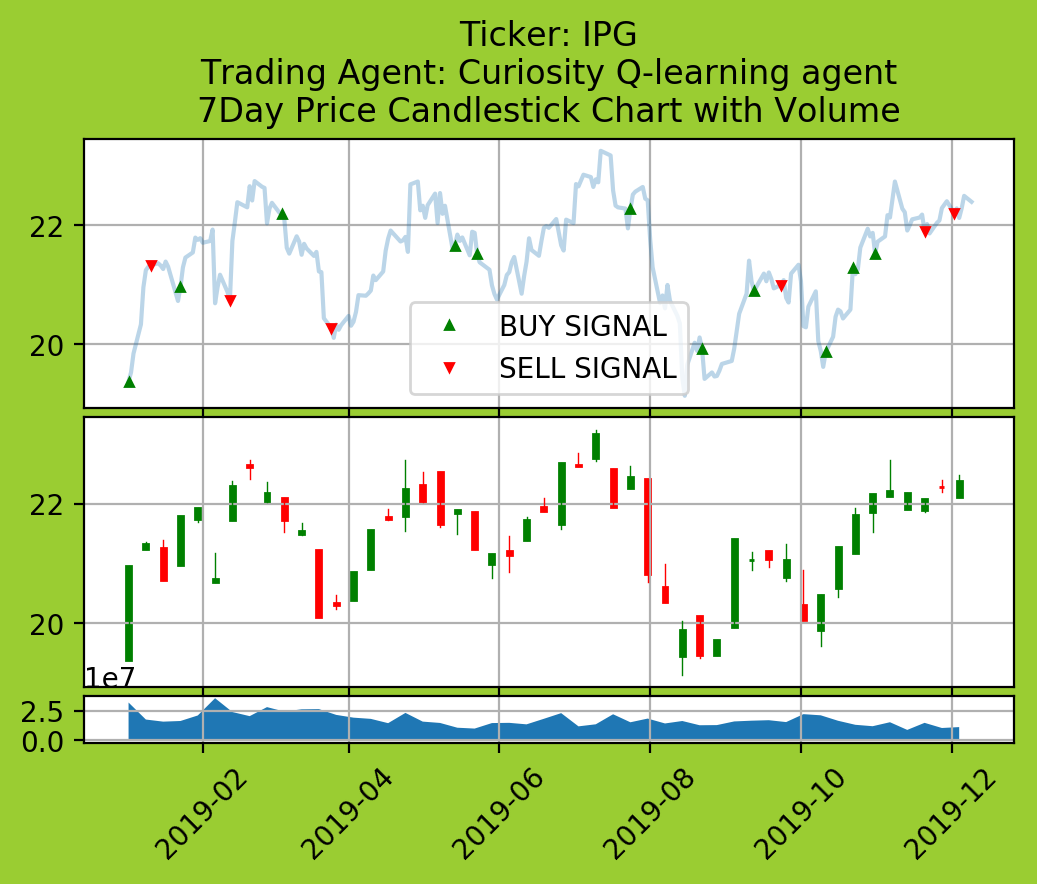 Ticker: IPG
Trading Agent: Curiosity Q-learning agent
7Day Price Candlestick Chart with Volume
22
20
BUY SIGNAL
SELL SIGNAL
22
20
1e7
2.5
0.0
2019-02
2019-04
2019-06
2019-08
2019-10
2019-12